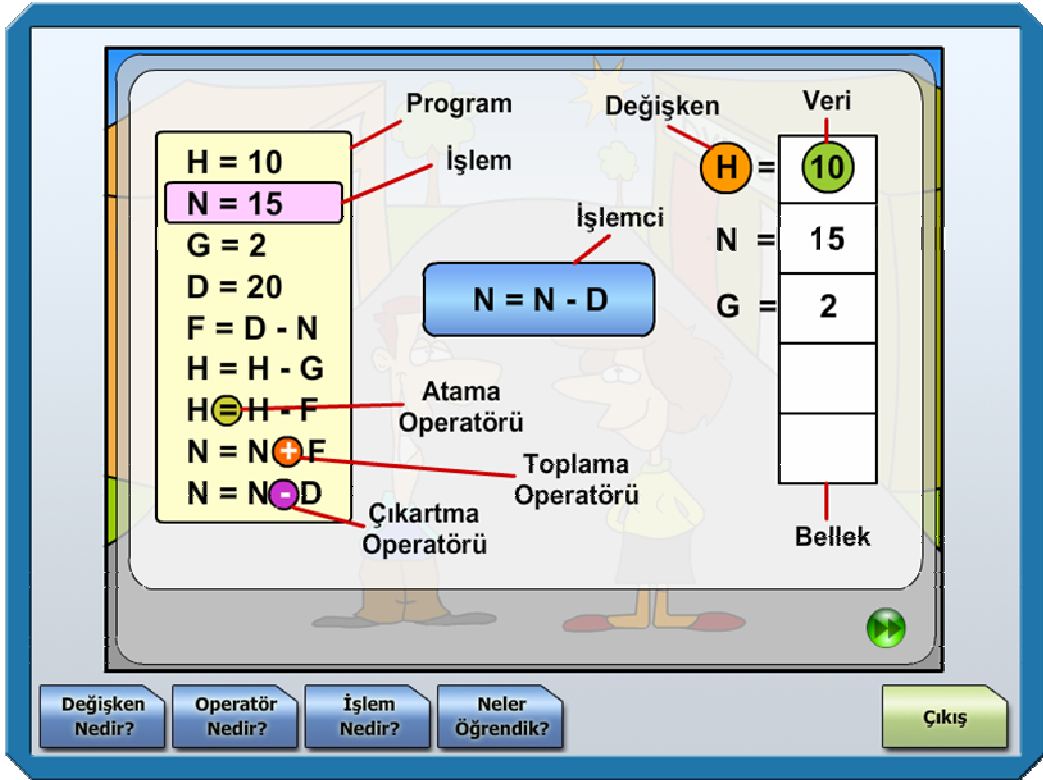 Program
Değişken
Veri
H = 10
İşlem
H = 10
N = 15
İşlemci
N = 15
G = 2
D = 20
N = N - D
G = 2
F = D - N
H = H - G
Atama
Operatörü
H = H - F
N = N + F
Toplama
Operatörü
N = N - D
Çıkartma
Operatörü
Bellek
Değişken
Nedir?
Operatör
Nedir?
İşlem
Nedir?
Neler
Öğrendik?
Çıkış